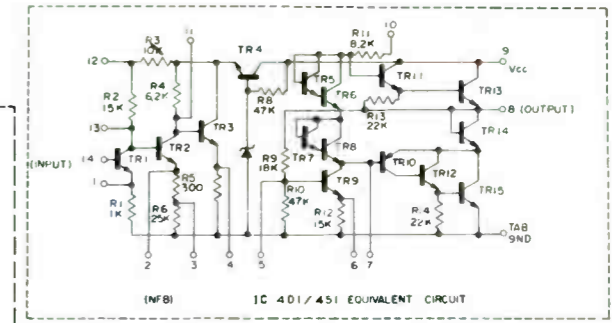 12
R3
10K
11
TR4
R11
8.2K
10
9
Vcc
R4
6.2K
R2
15K
R8
47K
TR5
TR6
TR11
TR13
13
TR3
R13
22K
8 (OUTPUT)
(INPUT)
14
TR1
TR2
R9
18K
TR7
TR8
TR14
TR10
1
R5
300
TR9
TR12
TR15
R1
1K
R6
25K
R10
47K
R12
15K
R14
22K
TAB
GND
2
3
4
5
6
7
(NFB)
IC 401/451 EQUIVALENT CIRCUIT